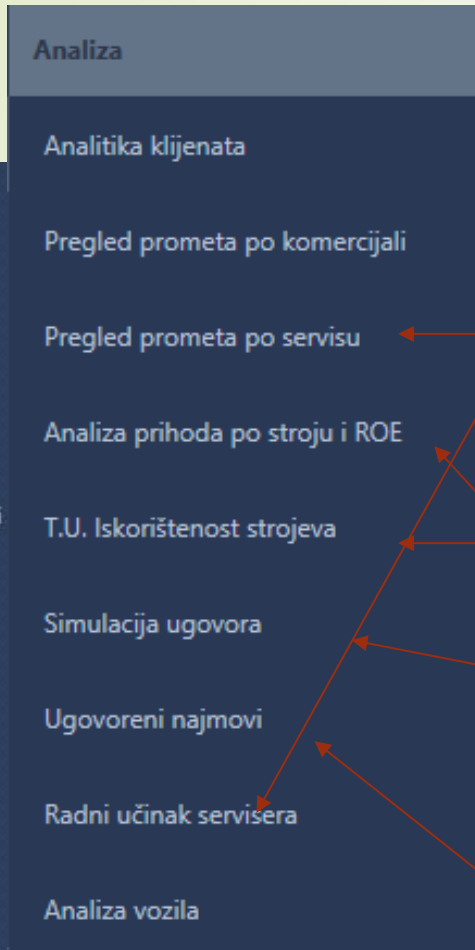 Analiza
Analitika klijenata
Pregled prometa po komercijali
Pregled prometa po servisu
Analiza prihoda po stroju i ROE
T.U. Iskorištenost strojeva
Simulacija ugovora
Ugovoreni najmovi
Radni učinak servisera
Analiza vozila